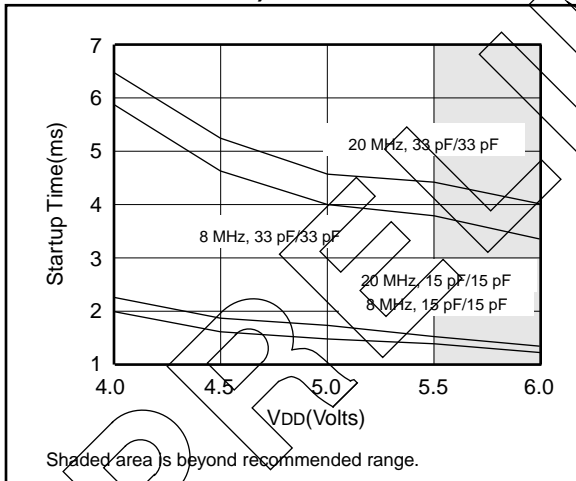 7
6
5
4
3
2
1
Startup Time(ms)
20 MHz, 33 pF/33 pF
8 MHz, 33 pF/33 pF
20 MHz, 15 pF/15 pF
8 MHz, 15 pF/15 pF
4.0 4.5 5.0 5.5 6.0
VDD(Volts)
Shaded area is beyond recommended range.